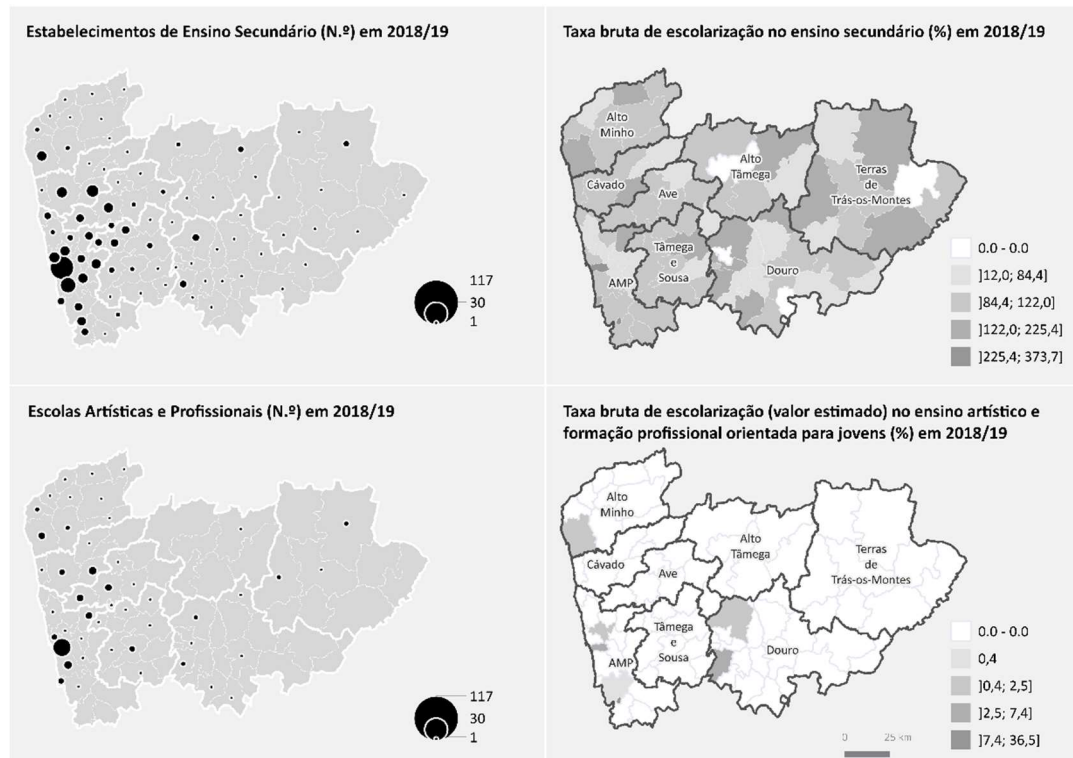 Estabelecimentos de Ensino Secundário (N.º) em 2018/19
117
30
1
Taxa bruta de escolarização no ensino secundário (%) em 2018/19
Alto
Minho
Cávado
Ave
Alto
Tâmega
Terras
de
Trás-os-Montes
Tâmega
e
Sousa
AMP
Douro
0.0 - 0.0
]12,0; 84,4]
]84,4; 122,0]
]122,0; 225,4]
]225,4; 373,7]
Escolas Artísticas e Profissionais (N.º) em 2018/19
117
30
1
Taxa bruta de escolarização (valor estimado) no ensino artístico e
formação profissional orientada para jovens (%) em 2018/19
Alto
Minho
Cávado
Ave
Alto
Tâmega
Terras
de
Trás-os-Montes
Tâmega
e
Sousa
AMP
Douro
0.0 - 0.0
0,4
]0,4; 2,5]
]2,5; 7,4]
]7,4; 36,5]
0 25 km